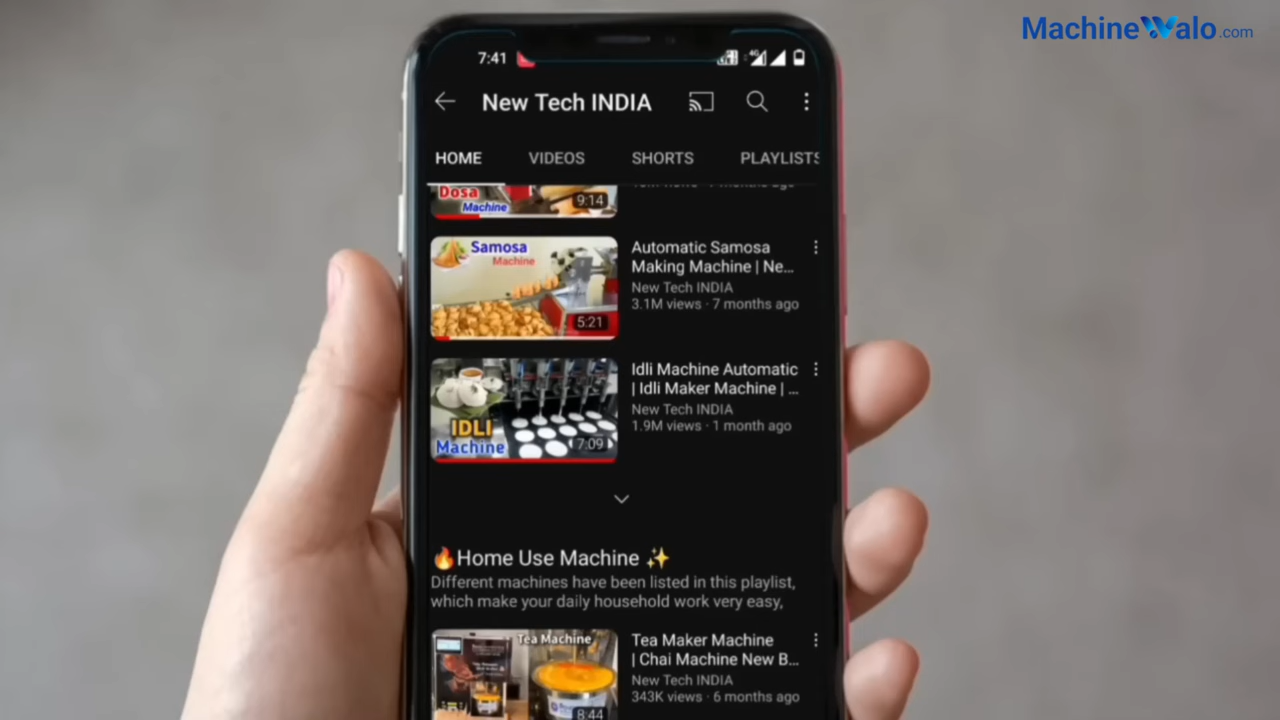 MachineWalo.com
7:41
4G
New Tech INDIA
HOME VIDEOS SHORTS PLAYLISTS
Dosa
Machine
9:14
Samosa
Machine
5:21
Automatic Samosa
Making Machine | Ne...
New Tech INDIA
3.1M views · 7 months ago
IDLI
Machine
7:09
Idli Machine Automatic
| Idli Maker Machine | ...
New Tech INDIA
1.9M views · 1 month ago
🔥Home Use Machine ✨
Different machines have been listed in this playlist,
which make your daily household work very easy,
Tea Machine
8:44
Tea Maker Machine
| Chai Machine New B...
New Tech INDIA
343K views · 6 months ago